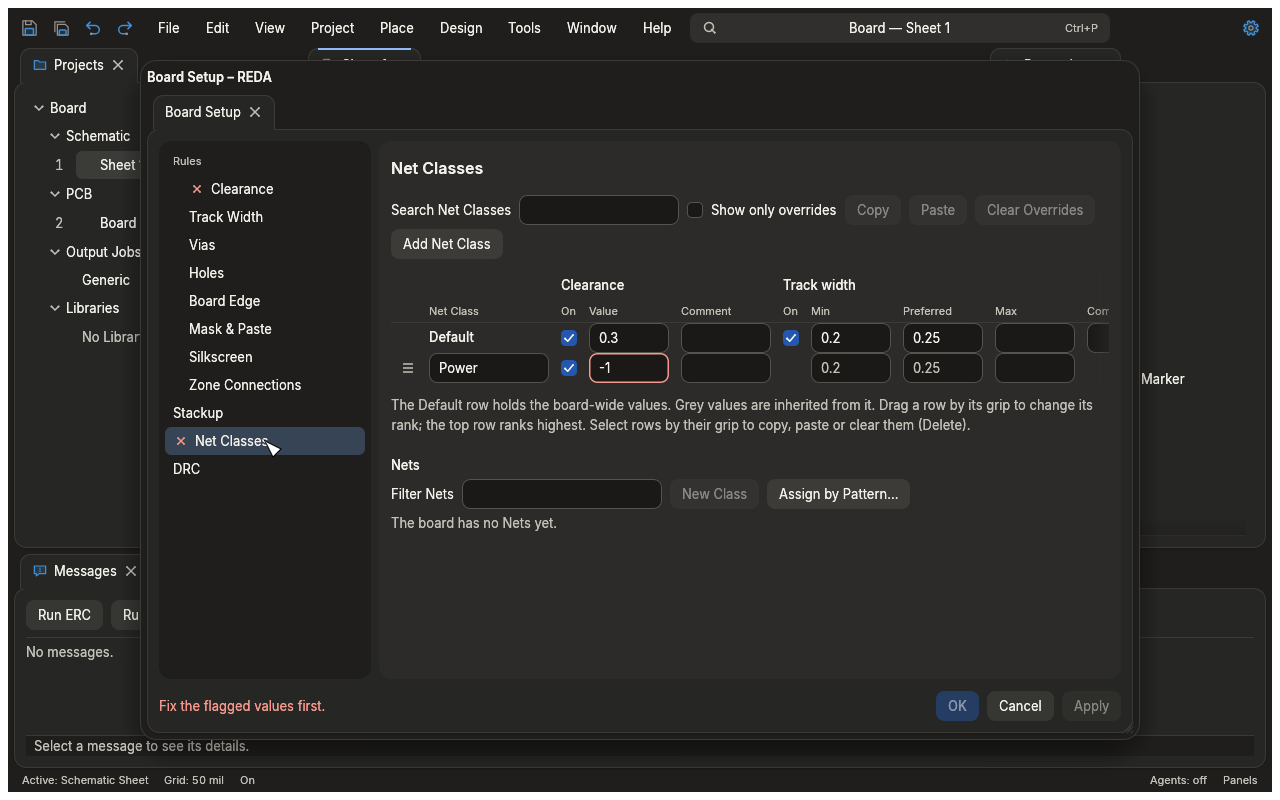 File Edit View Project Place Design Tools Window Help Board — Sheet 1 Ctrl+P
Projects
Board Setup – REDA
Board Setup
Board
Schematic
1 Sheet
PCB
2 Board
Output Jobs
Generic
Libraries
No Librar
Rules
Clearance
Track Width
Vias
Holes
Board Edge
Mask & Paste
Silkscreen
Zone Connections
Stackup
Net Classes
DRC
Net Classes
Search Net Classes Show only overrides Copy Paste Clear Overrides
Add Net Class
Clearance Track width
Net Class On Value Comment On Min Preferred Max Com
Default 0.3 0.2 0.25
Power -1 0.2 0.25
The Default row holds the board-wide values. Grey values are inherited from it. Drag a row by its grip to change its
rank; the top row ranks highest. Select rows by their grip to copy, paste or clear them (Delete).
Nets
Filter Nets New Class Assign by Pattern...
The board has no Nets yet.
Marker
Fix the flagged values first.
OK Cancel Apply
Messages
Run ERC Ru
No messages.
Select a message to see its details.
Active: Schematic Sheet Grid: 50 mil On Agents: off Panels